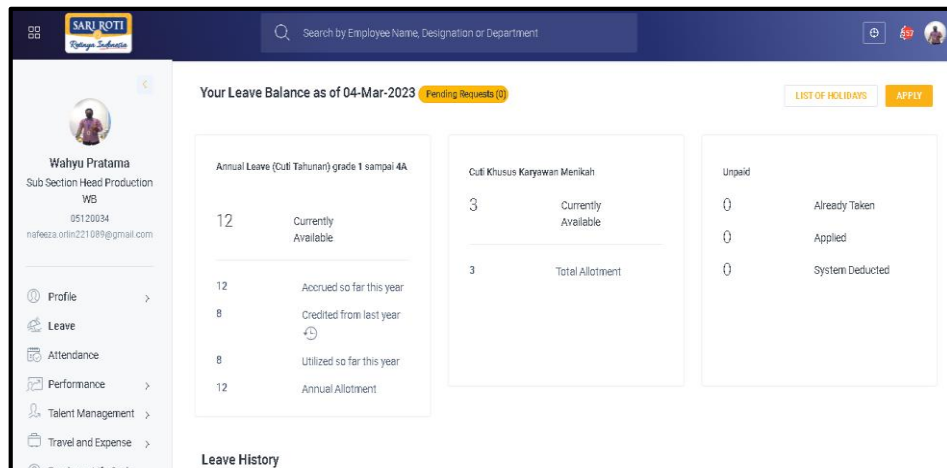 SARI ROTI
Rotinya Indonesia
Search by Employee Name, Designation or Department
57
Wahyu Pratama
Sub Section Head Production
WB
05120034
nafeeza.orlin221089@gmail.com
Profile
Leave
Attendance
Performance
Talent Management
Travel and Expense
Your Leave Balance as of 04-Mar-2023 Pending Requests (0)
LIST OF HOLIDAYS
APPLY
Annual Leave (Cuti Tahunan) grade 1 sampai 4A
12 Currently
Available
12 Accrued so far this year
8 Credited from last year
8 Utilized so far this year
12 Annual Allotment
Cuti Khusus Karyawan Menikah
3 Currently
Available
3 Total Allotment
Unpaid
0 Already Taken
0 Applied
0 System Deducted
Leave History